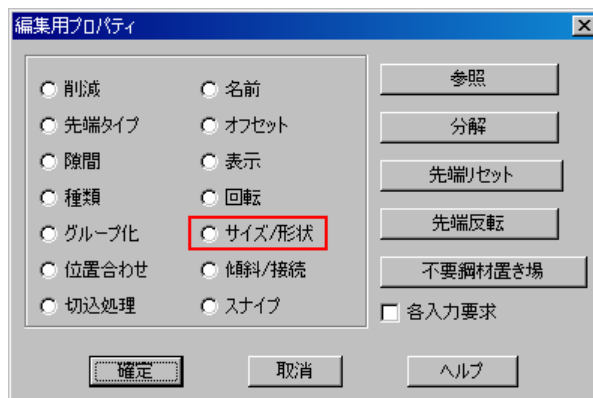 編集用プロパティ
削減
名前
参照
先端タイプ
オフセット
分解
隙間
表示
先端リセット
種類
回転
グループ化
サイズ/形状
先端反転
位置合わせ
傾斜/接続
不要鋼材置き場
切込処理
スナイプ
各入力要求
確定
取消
ヘルプ